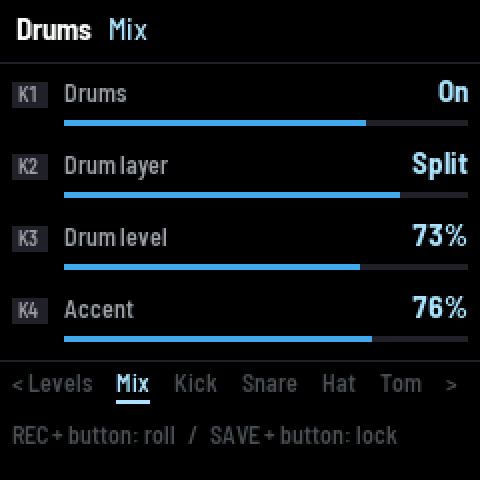 Drums Mix
K1 Drums On
K2 Drum layer Split
K3 Drum level 73%
K4 Accent 76%
< Levels Mix Kick Snare Hat Tom >
REC + button: roll / SAVE + button: lock